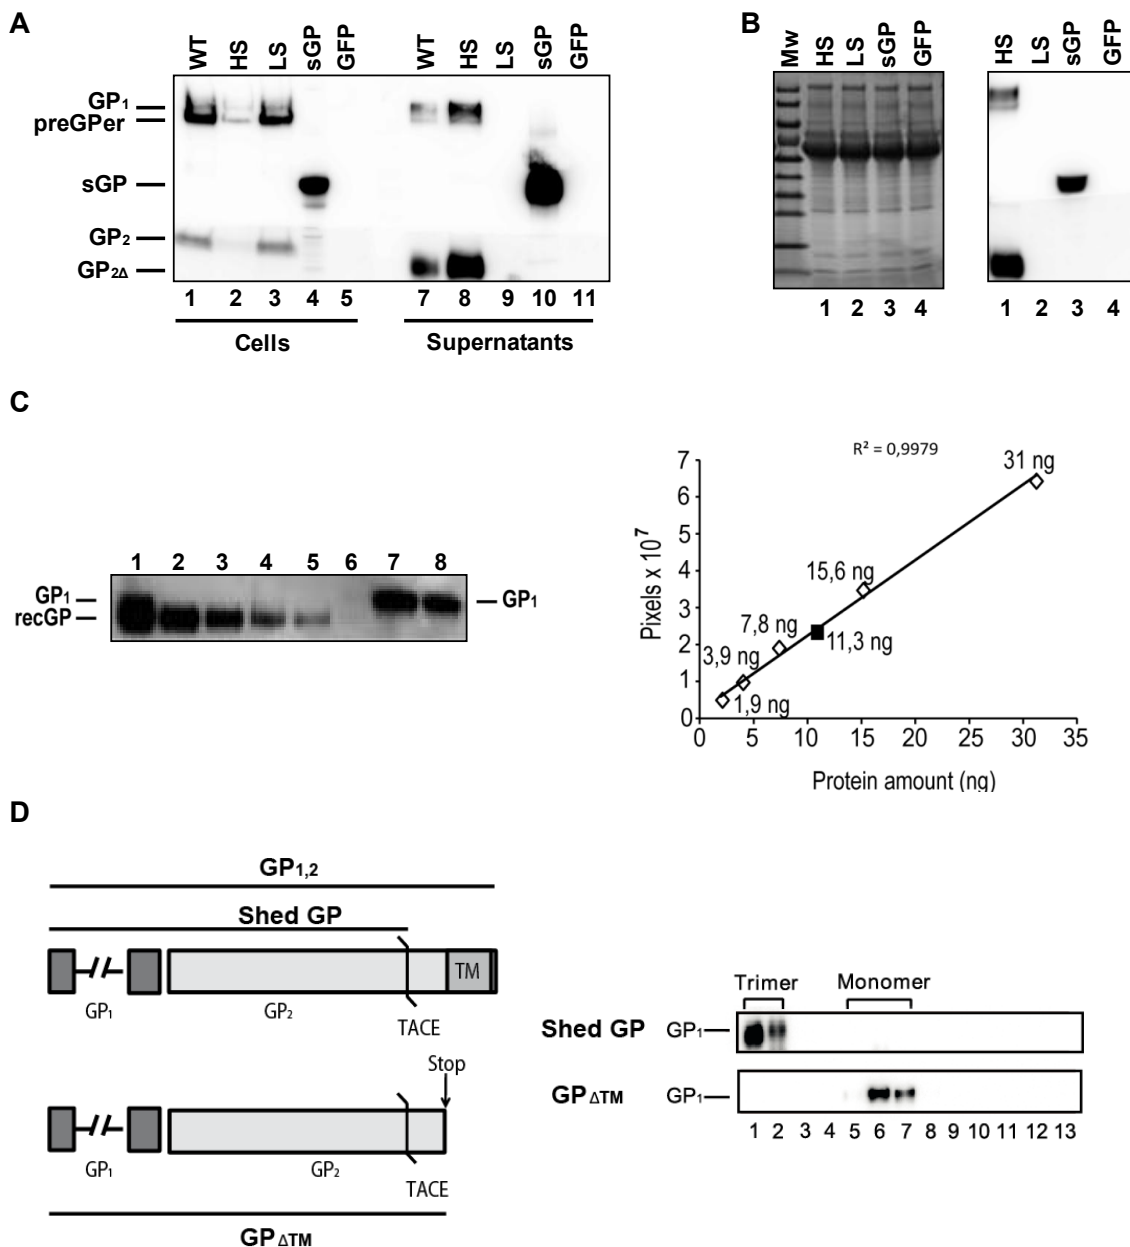 A
WT HS LS sGP GFP WT HS LS sGP GFP
GP1
preGPer
sGP
GP2
GP2Δ
1 2 3 4 5 7 8 9 10 11
Cells Supernatants
B
Mw HS LS sGP GFP HS LS sGP GFP
1 2 3 4 1 2 3 4
C
1 2 3 4 5 6 7 8
GP1
recGP
GP1
R² = 0,9979
Pixels x 10⁷
7
6
5
4
3
2
1
0
31 ng
15,6 ng
7,8 ng
11,3 ng
3,9 ng
1,9 ng
0 5 10 15 20 25 30 35
Protein amount (ng)
D
GP1,2
Shed GP
TM
GP1 GP2
TACE
Stop
GP1 GP2
TACE
GPΔTM
Trimer Monomer
Shed GP GP1
GPΔTM GP1
1 2 3 4 5 6 7 8 9 10 11 12 13